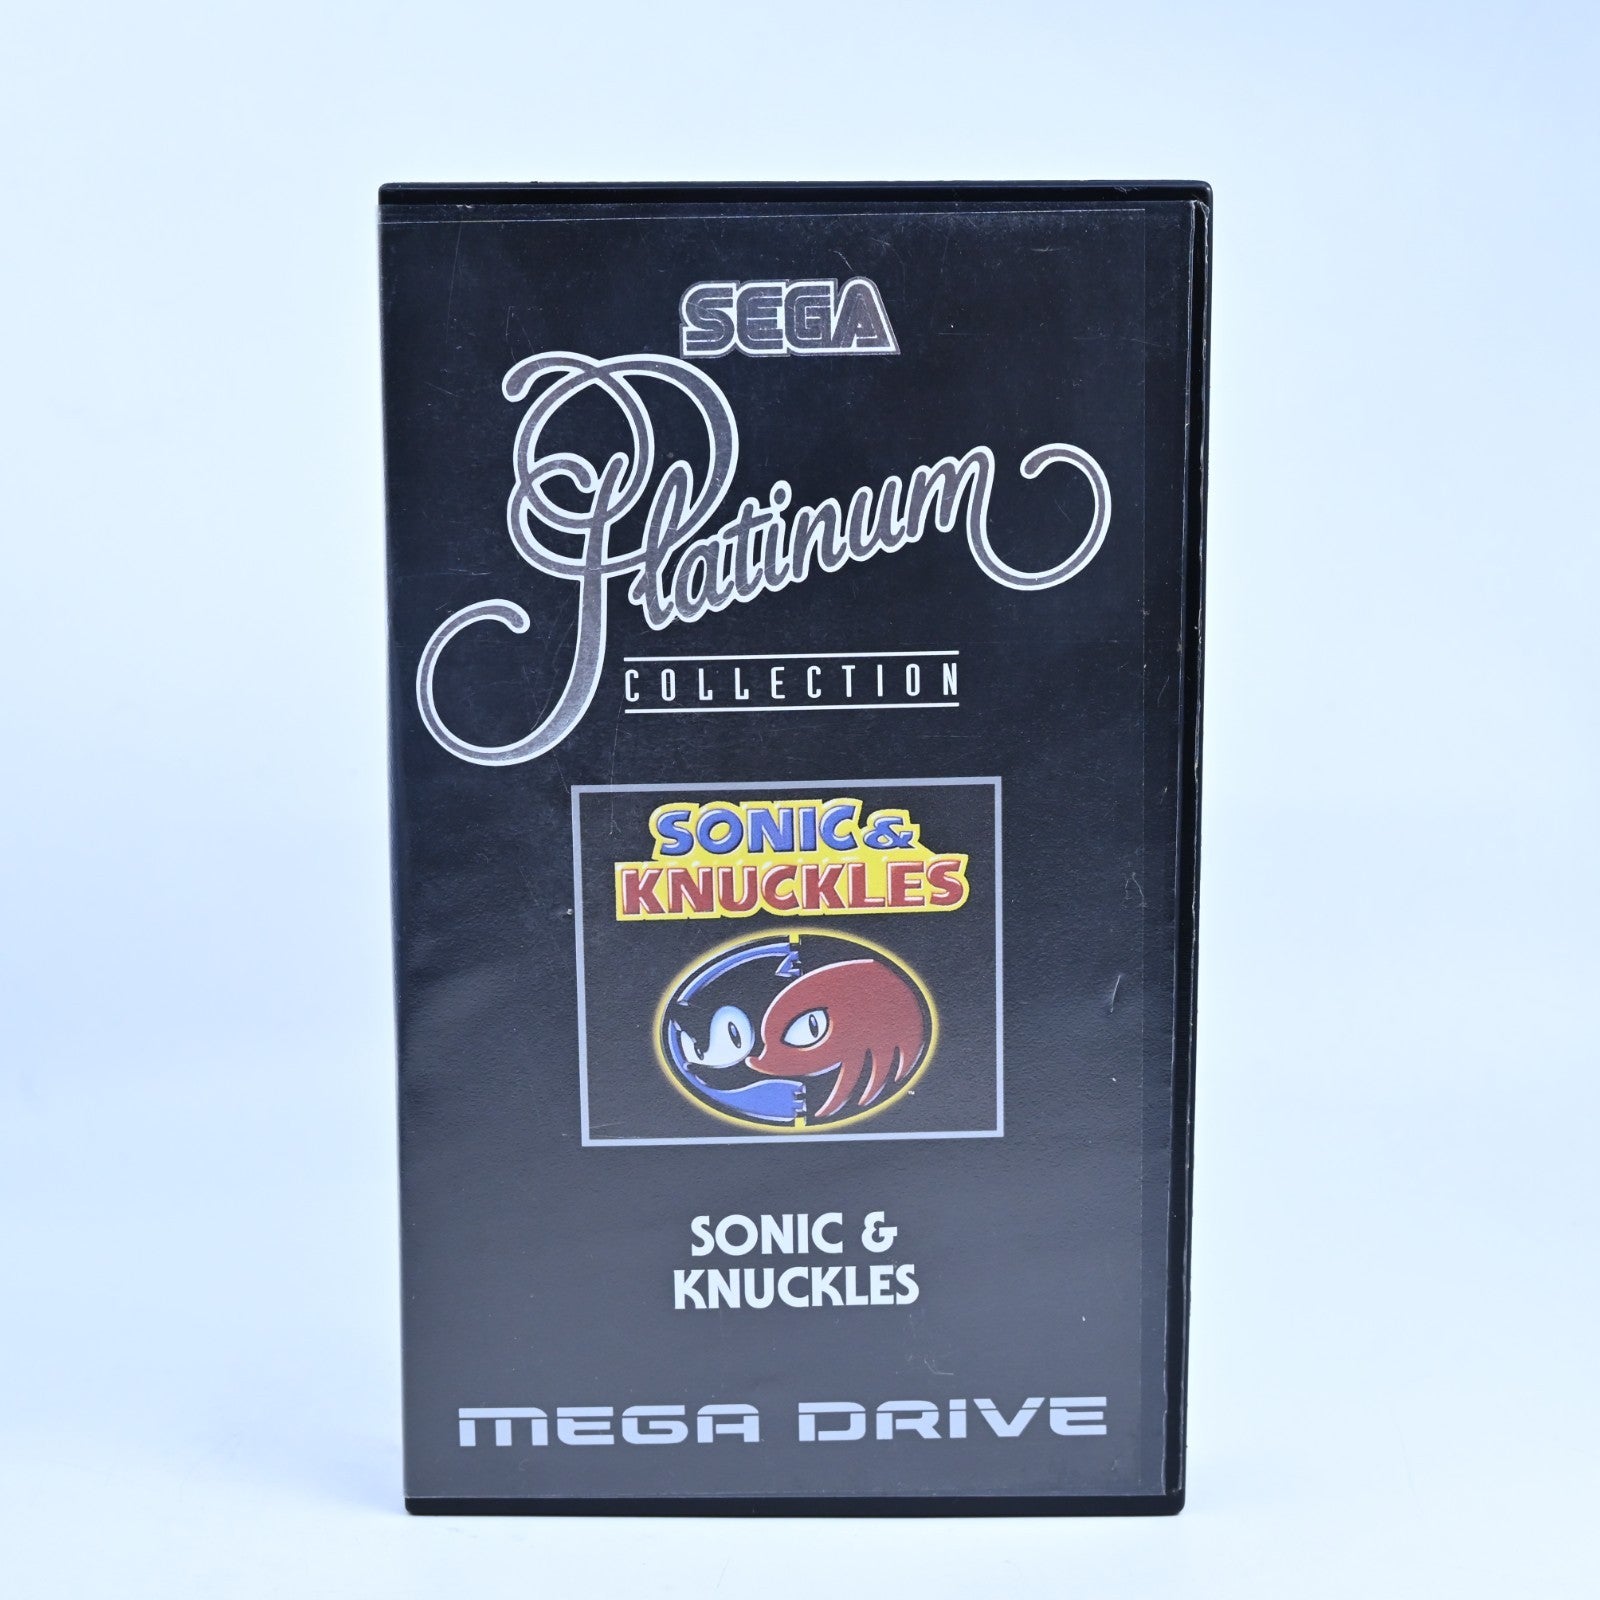 SEGA
Platinum
COLLECTION
SONIC &
KNUCKLES
SONIC &
KNUCKLES
MEGA DRIVE